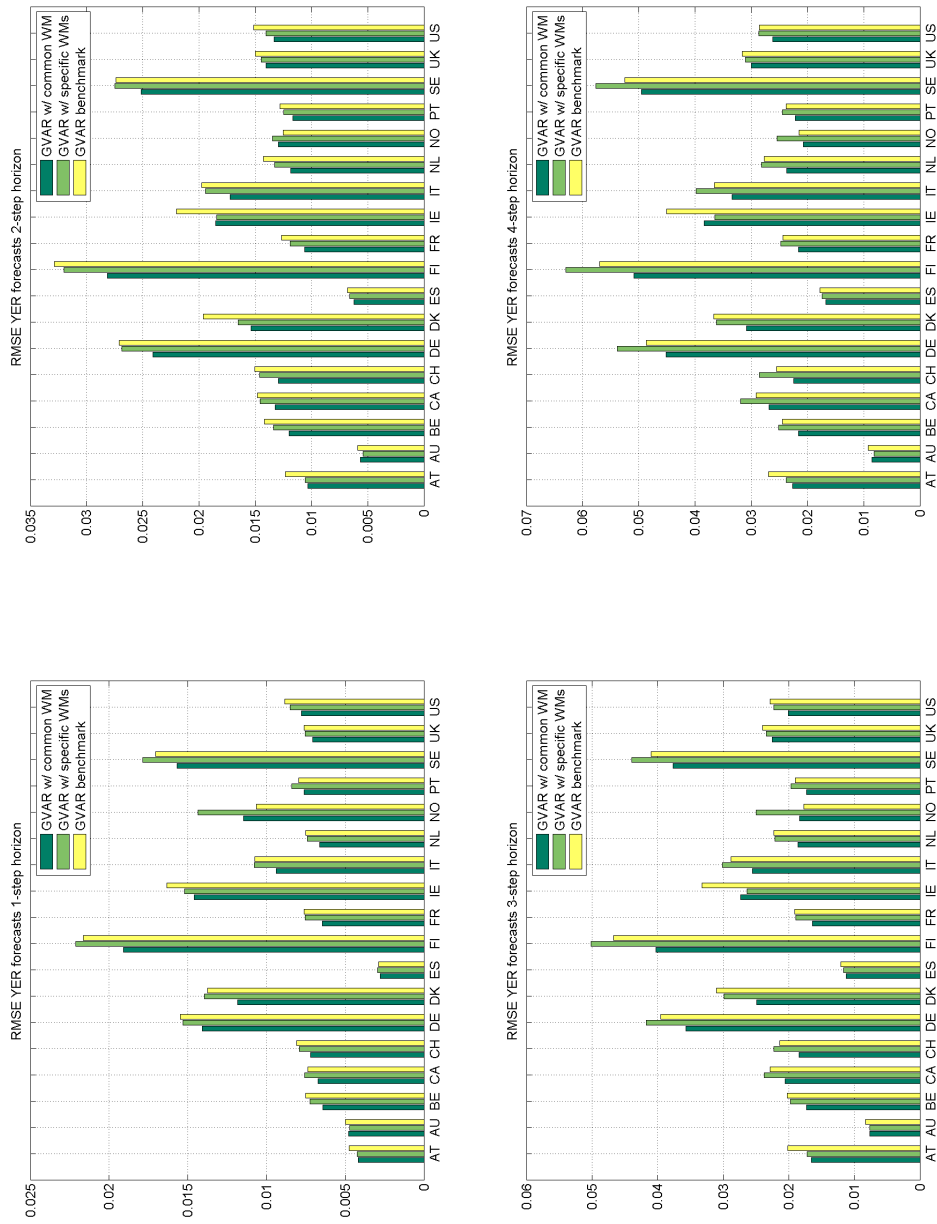 RMSE YER forecasts 1-step horizon
GVAR w/ common WM
GVAR w/ specific WMs
GVAR benchmark
0.025
0.02
0.015
0.01
0.005
0
AT AU BE CA CH DE DK ES FI FR IE IT NL NO PT SE UK US
RMSE YER forecasts 2-step horizon
GVAR w/ common WM
GVAR w/ specific WMs
GVAR benchmark
0.035
0.03
0.025
0.02
0.015
0.01
0.005
0
AT AU BE CA CH DE DK ES FI FR IE IT NL NO PT SE UK US
RMSE YER forecasts 3-step horizon
GVAR w/ common WM
GVAR w/ specific WMs
GVAR benchmark
0.06
0.05
0.04
0.03
0.02
0.01
0
AT AU BE CA CH DE DK ES FI FR IE IT NL NO PT SE UK US
RMSE YER forecasts 4-step horizon
GVAR w/ common WM
GVAR w/ specific WMs
GVAR benchmark
0.07
0.06
0.05
0.04
0.03
0.02
0.01
0
AT AU BE CA CH DE DK ES FI FR IE IT NL NO PT SE UK US